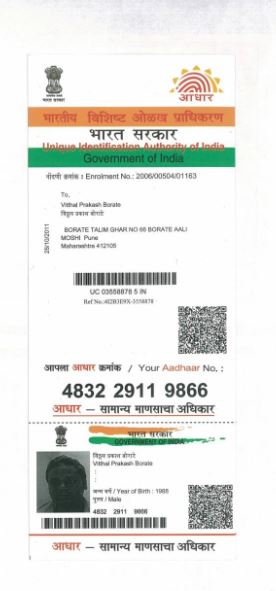 भारत सरकार
आधार
भारतीय विशिष्ट ओळख प्राधिकरण
भारत सरकार
Unique Identification Authority of India
Government of India
नोंदणी क्रमांक : Enrolment No.: 2006/00504/01163
To,
Vitthal Prakash Borate
विठ्ठल प्रकाश बोराटे
BORATE TALIM GHAR NO 66 BORATE AALI
MOSHI Pune
Maharashtra 412105
28/10/2011
UC 03558878 5 IN
Ref No.:4E2B3E9X-3558878
आपला आधार क्रमांक / Your Aadhaar No. :
4832 2911 9866
आधार – सामान्य माणसाचा अधिकार
भारत सरकार
GOVERNMENT OF INDIA
विठ्ठल प्रकाश बोराटे
Vitthal Prakash Borate
जन्म वर्ष / Year of Birth : 1988
पुरुष / Male
4832 2911 9866
आधार – सामान्य माणसाचा अधिकार